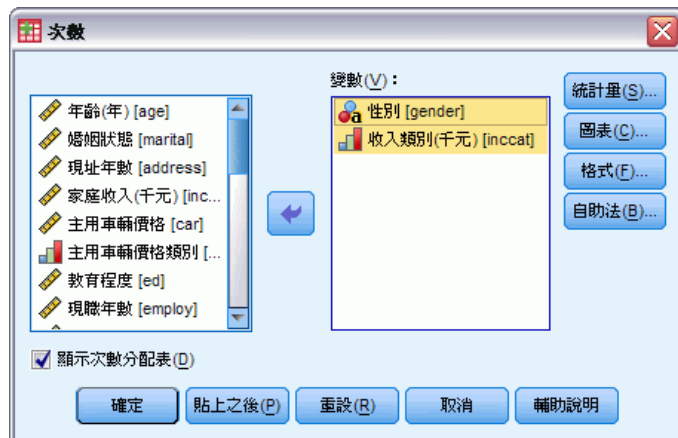 次數
年齡(年) [age]
婚姻狀態 [marital]
現址年數 [address]
家庭收入(千元) [inc...
主用車輛價格 [car]
主用車輛價格類別 [...
教育程度 [ed]
現職年數 [employ]
變數(V)：
性別 [gender]
收入類別(千元) [inccat]
統計量(S)...
圖表(C)...
格式(F)...
自助法(B)...
顯示次數分配表(D)
確定
貼上之後(P)
重設(R)
取消
輔助說明